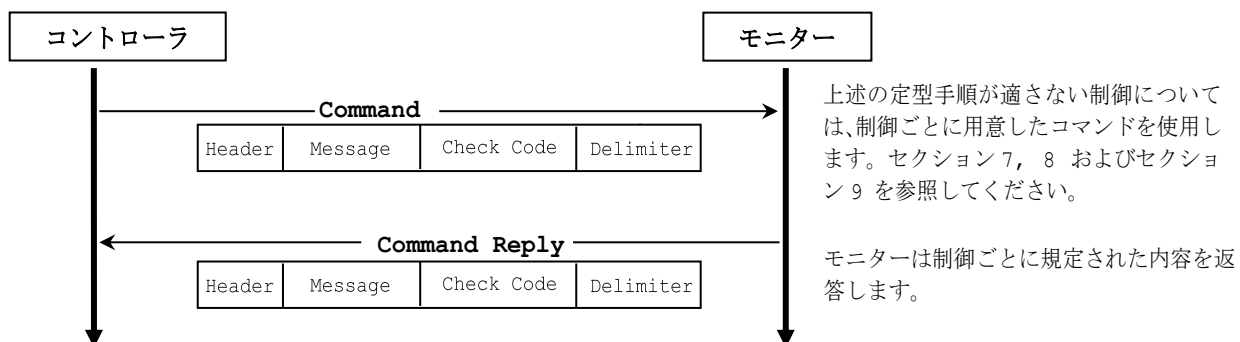 コントローラ
モニター
Command
Header Message Check Code Delimiter
Command Reply
Header Message Check Code Delimiter
上述の定型手順が適さない制御について
は、制御ごとに用意したコマンドを使用し
ます。セクション 7, 8 およびセクショ
ン 9 を参照してください。
モニターは制御ごとに規定された内容を返
答します。